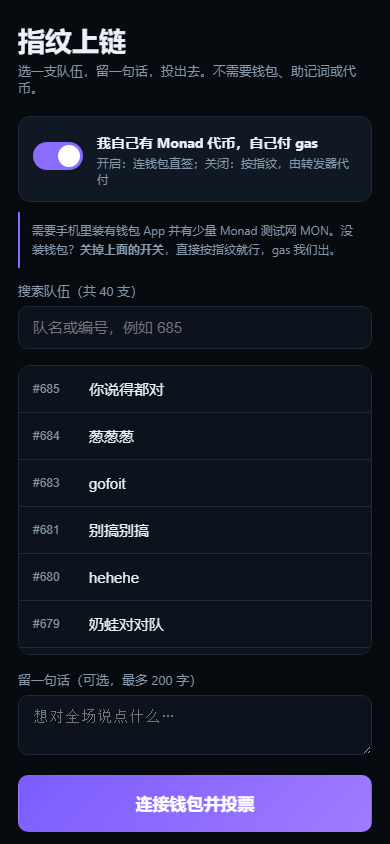 指纹上链
选一支队伍，留一句话，投出去。不需要钱包、助记词或代
币。
我自己有 Monad 代币，自己付 gas
开启：连钱包直签；关闭：按指纹，由转发器代
付
需要手机里装有钱包 App 并有少量 Monad 测试网 MON。没
装钱包？关掉上面的开关，直接按指纹就行，gas 我们出。
搜索队伍（共 40 支）
队名或编号，例如 685
#685 你说得都对
#684 葱葱葱
#683 gofoit
#681 别搞别搞
#680 hehehe
#679 奶蛙对对队
留一句话（可选，最多 200 字）
想对全场说点什么…
连接钱包并投票